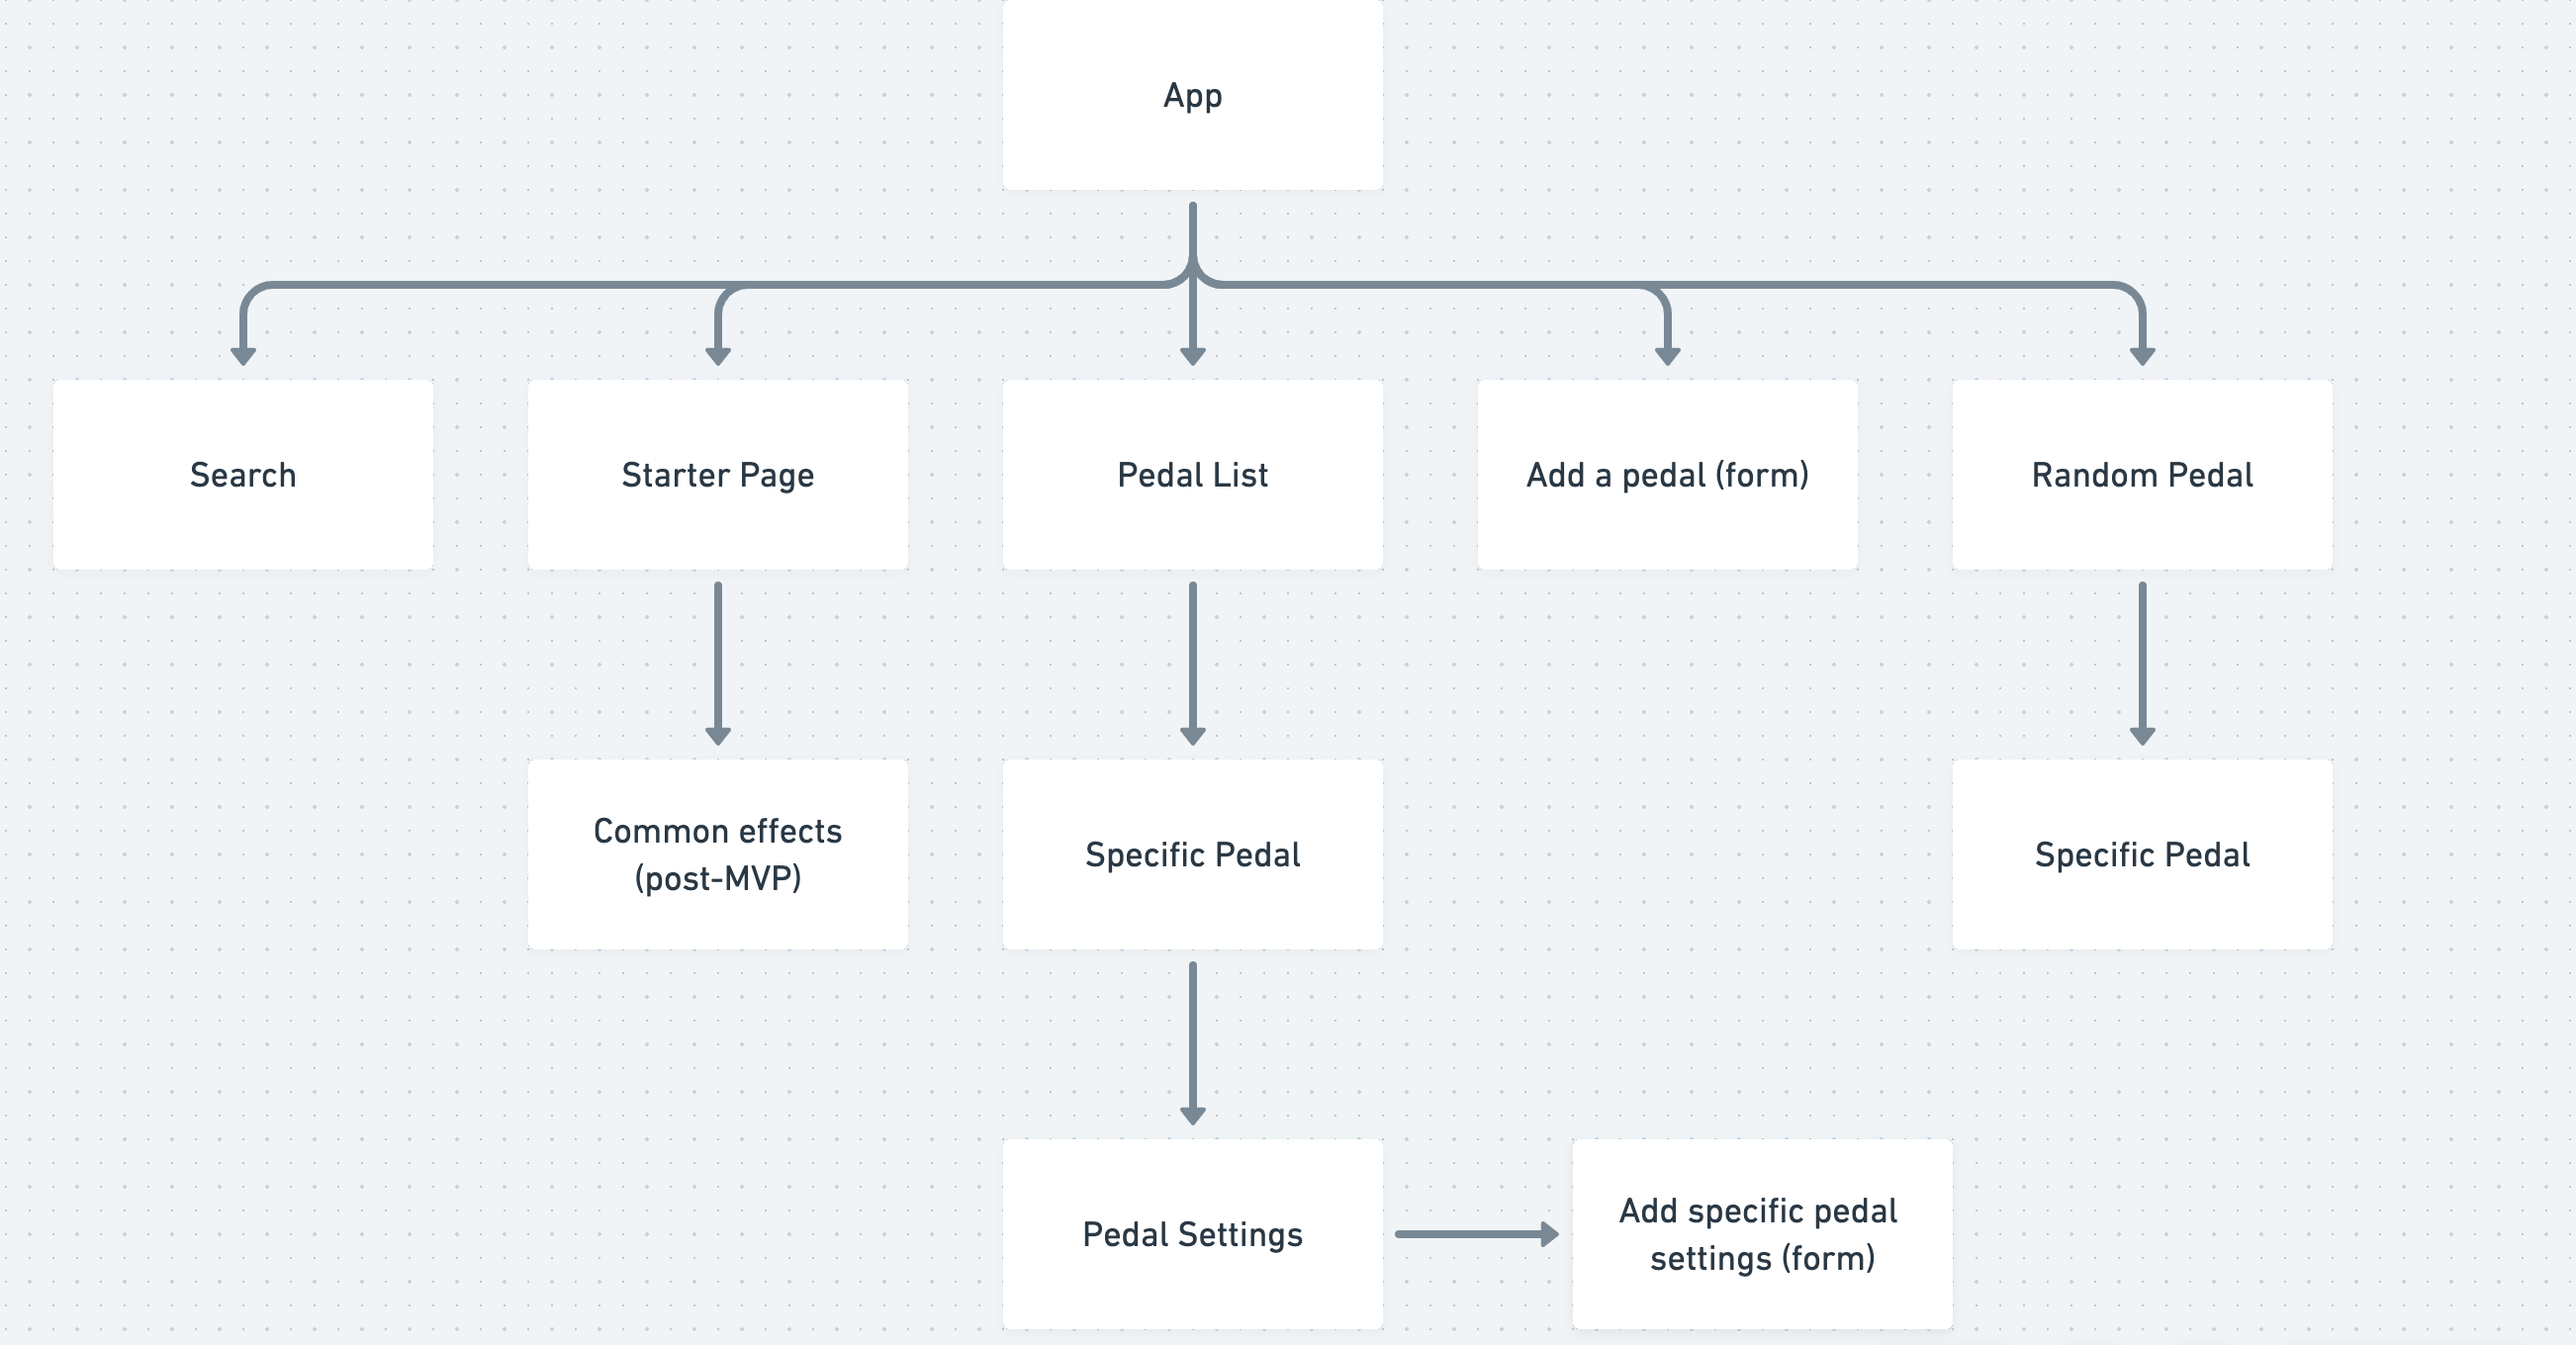 App
Search
Starter Page
Pedal List
Add a pedal (form)
Random Pedal
Common effects
(post-MVP)
Specific Pedal
Specific Pedal
Pedal Settings
Add specific pedal
settings (form)